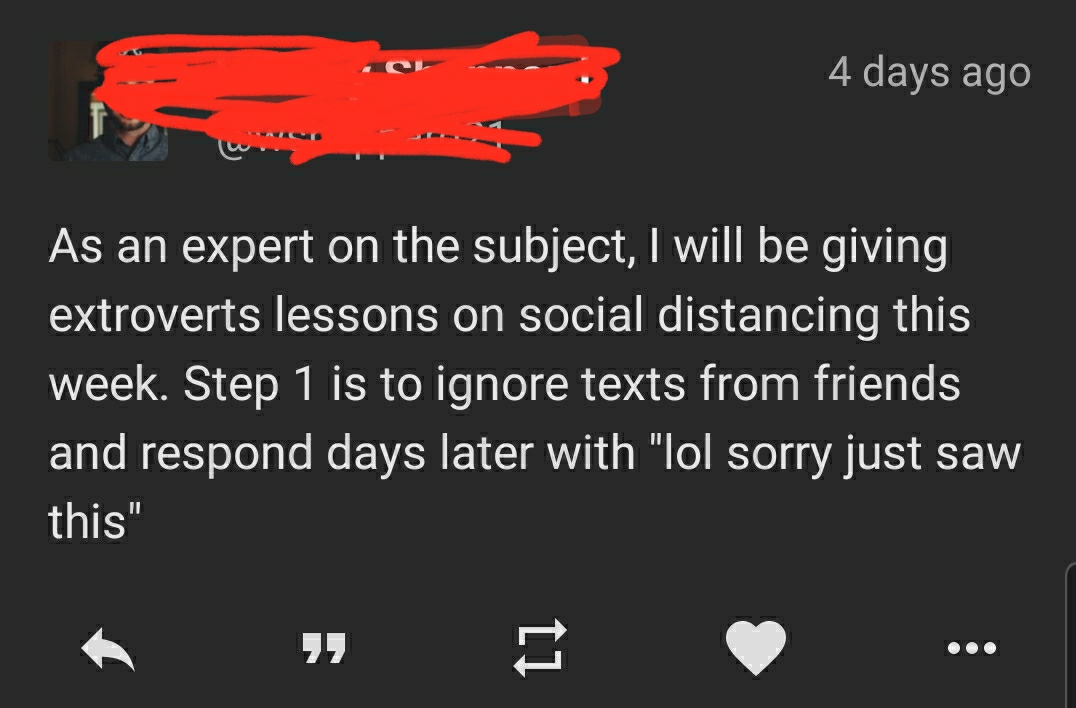 4 days ago
As an expert on the subject, I will be giving
extroverts lessons on social distancing this
week. Step 1 is to ignore texts from friends
and respond days later with "lol sorry just saw
this"